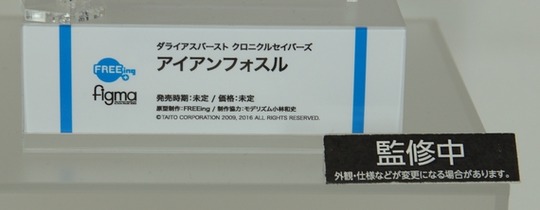 ダライアスバースト クロニクルセイバーズ
アイアンフォスル
FREEing
figma
発売時期：未定 / 価格：未定
原型制作：FREEing / 制作協力：モデリズム小林和史
©TAITO CORPORATION 2009, 2016 ALL RIGHTS RESERVED.
監修中
外観・仕様などが変更になる場合があります。